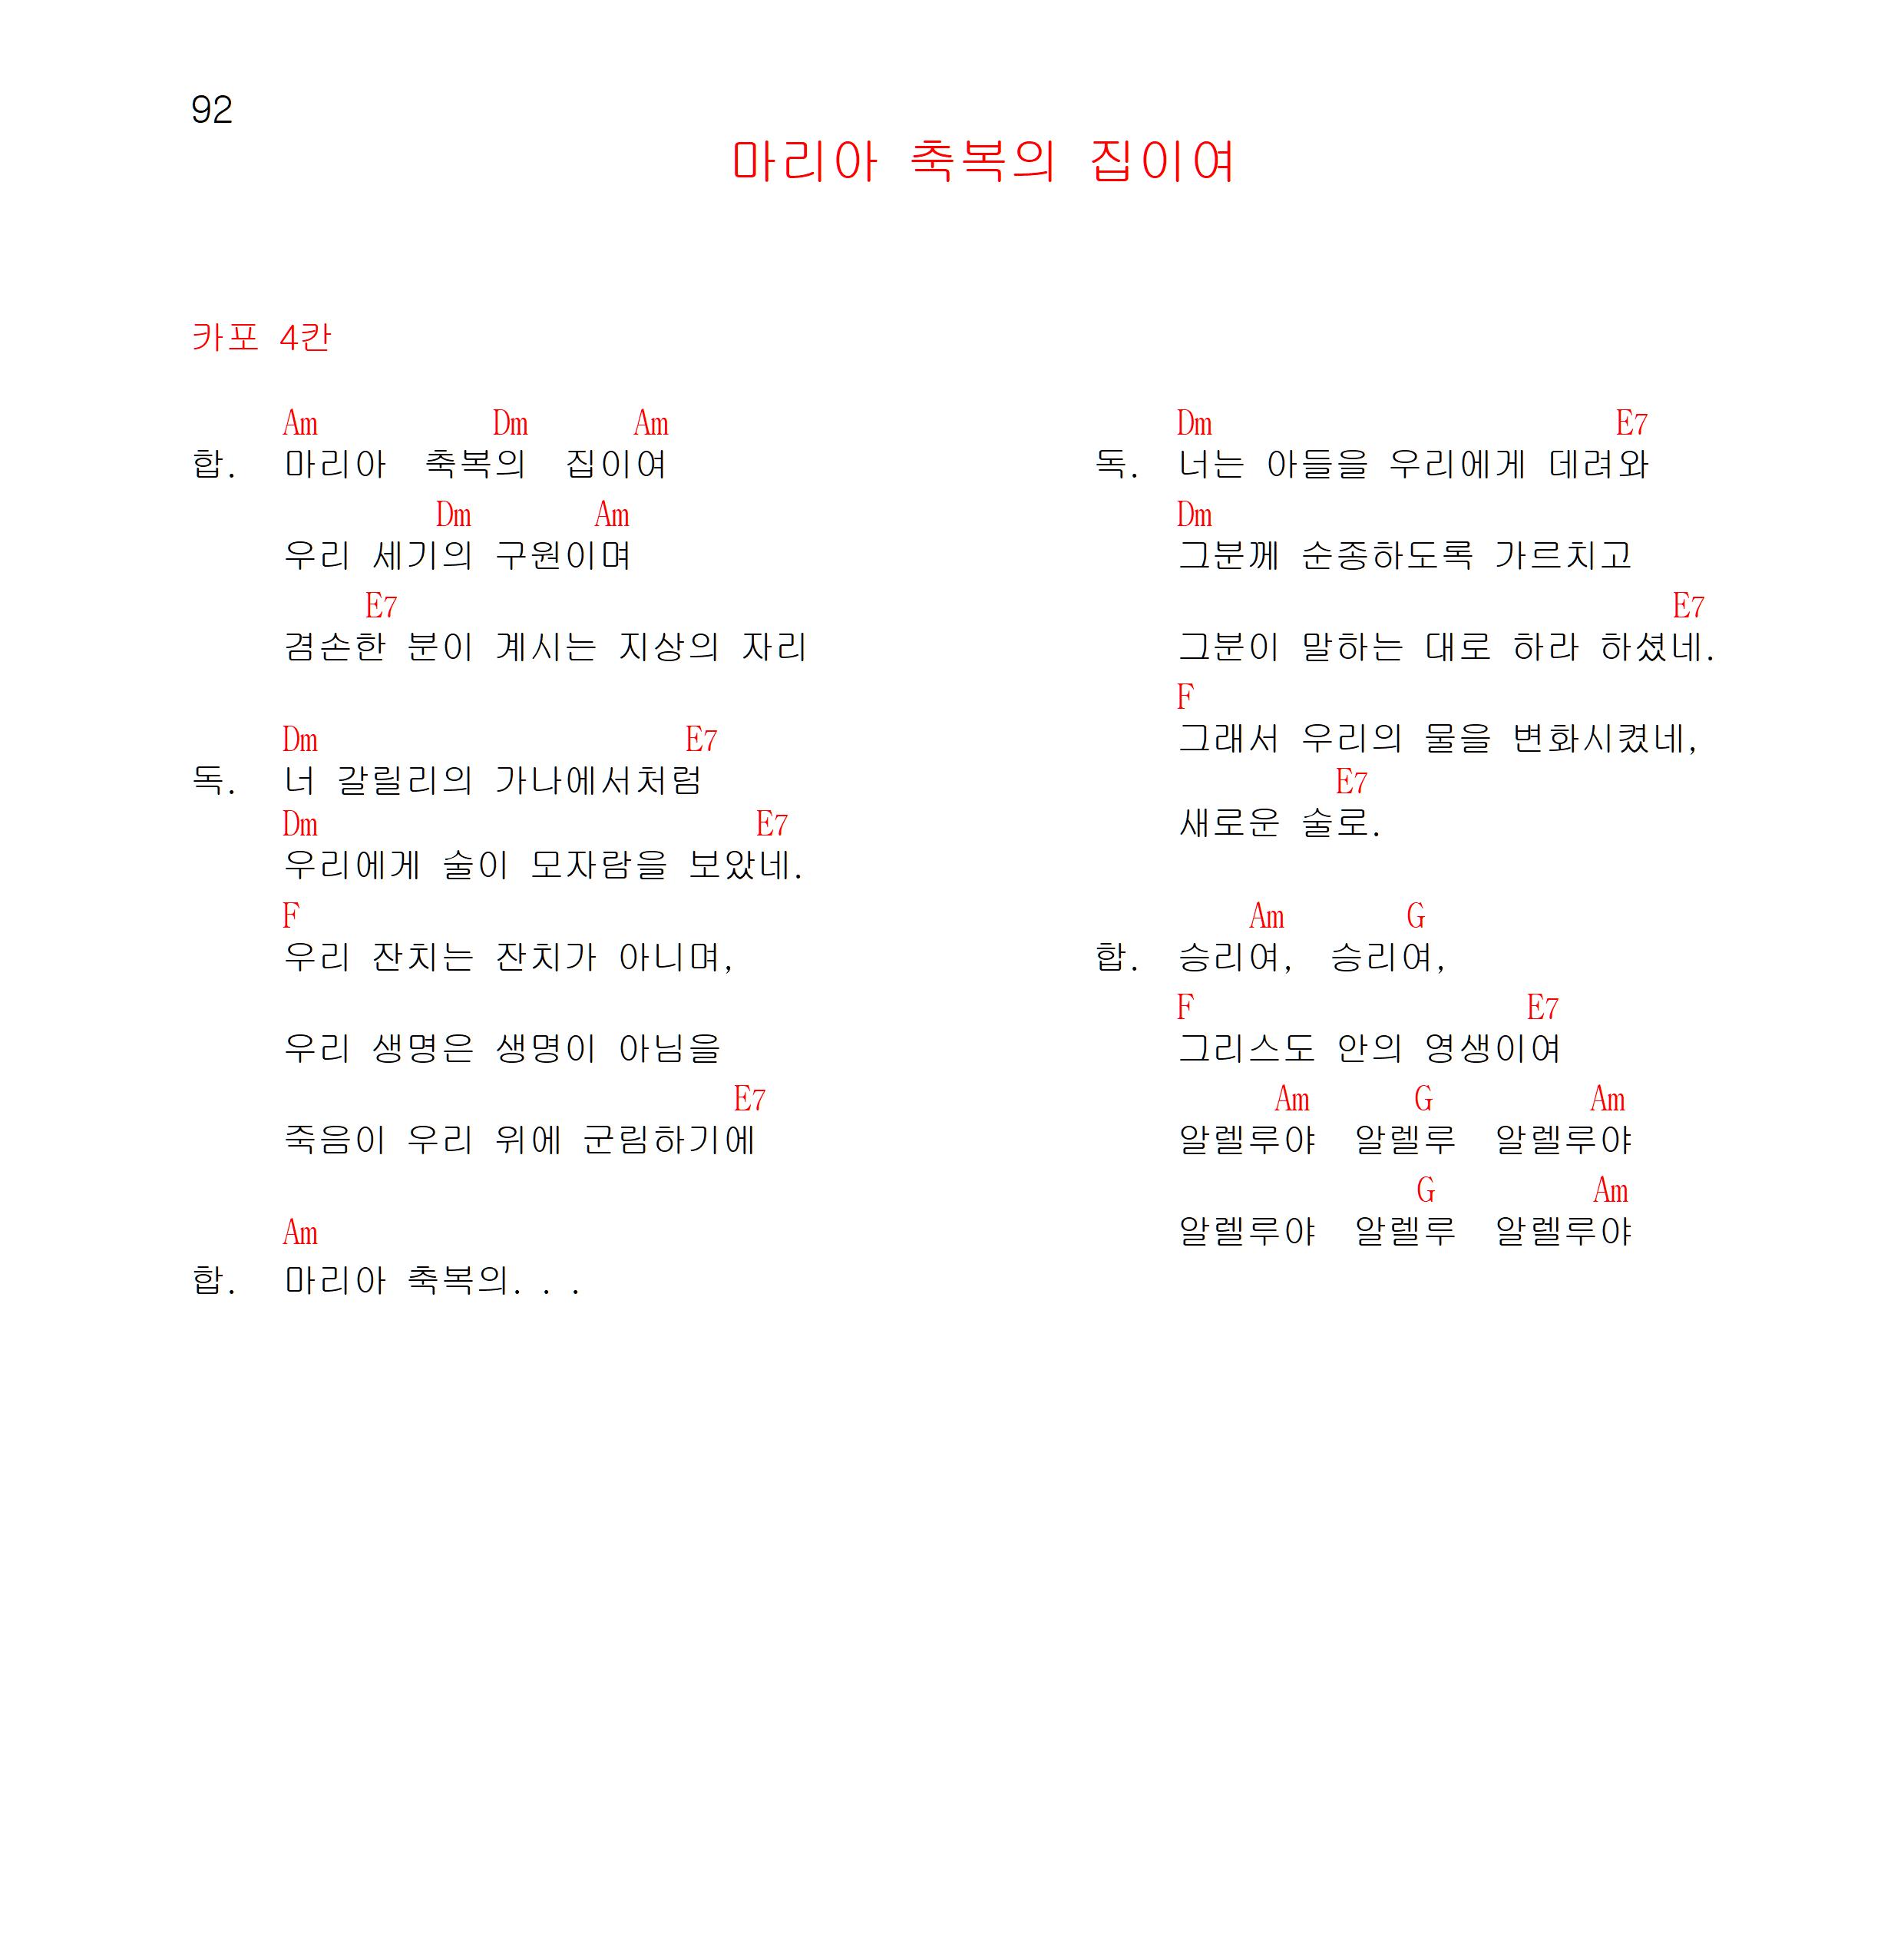 92
마리아 축복의 집이여
카포 4칸
Am Dm Am
합. 마리아 축복의 집이여
Dm Am
우리 세기의 구원이며
E7
겸손한 분이 계시는 지상의 자리
Dm E7
독. 너 갈릴리의 가나에서처럼
Dm E7
우리에게 술이 모자람을 보았네.
F
우리 잔치는 잔치가 아니며,
우리 생명은 생명이 아님을
E7
죽음이 우리 위에 군림하기에
Am
합. 마리아 축복의. . .
Dm E7
독. 너는 아들을 우리에게 데려와
Dm
그분께 순종하도록 가르치고
E7
그분이 말하는 대로 하라 하셨네.
F
그래서 우리의 물을 변화시켰네,
E7
새로운 술로.
Am G
합. 승리여, 승리여,
F E7
그리스도 안의 영생이여
Am G Am
알렐루야 알렐루 알렐루야
G Am
알렐루야 알렐루 알렐루야